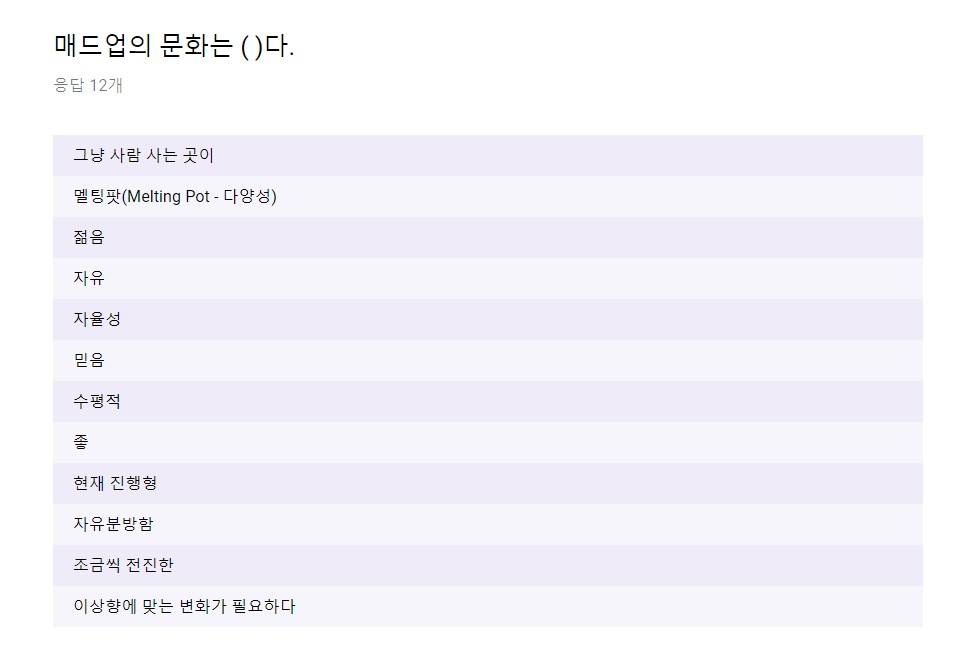 매드업의 문화는 ( )다.
응답 12개
그냥 사람 사는 곳이
멜팅팟(Melting Pot - 다양성)
젊음
자유
자율성
믿음
수평적
좋
현재 진행형
자유분방함
조금씩 전진한
이상향에 맞는 변화가 필요하다